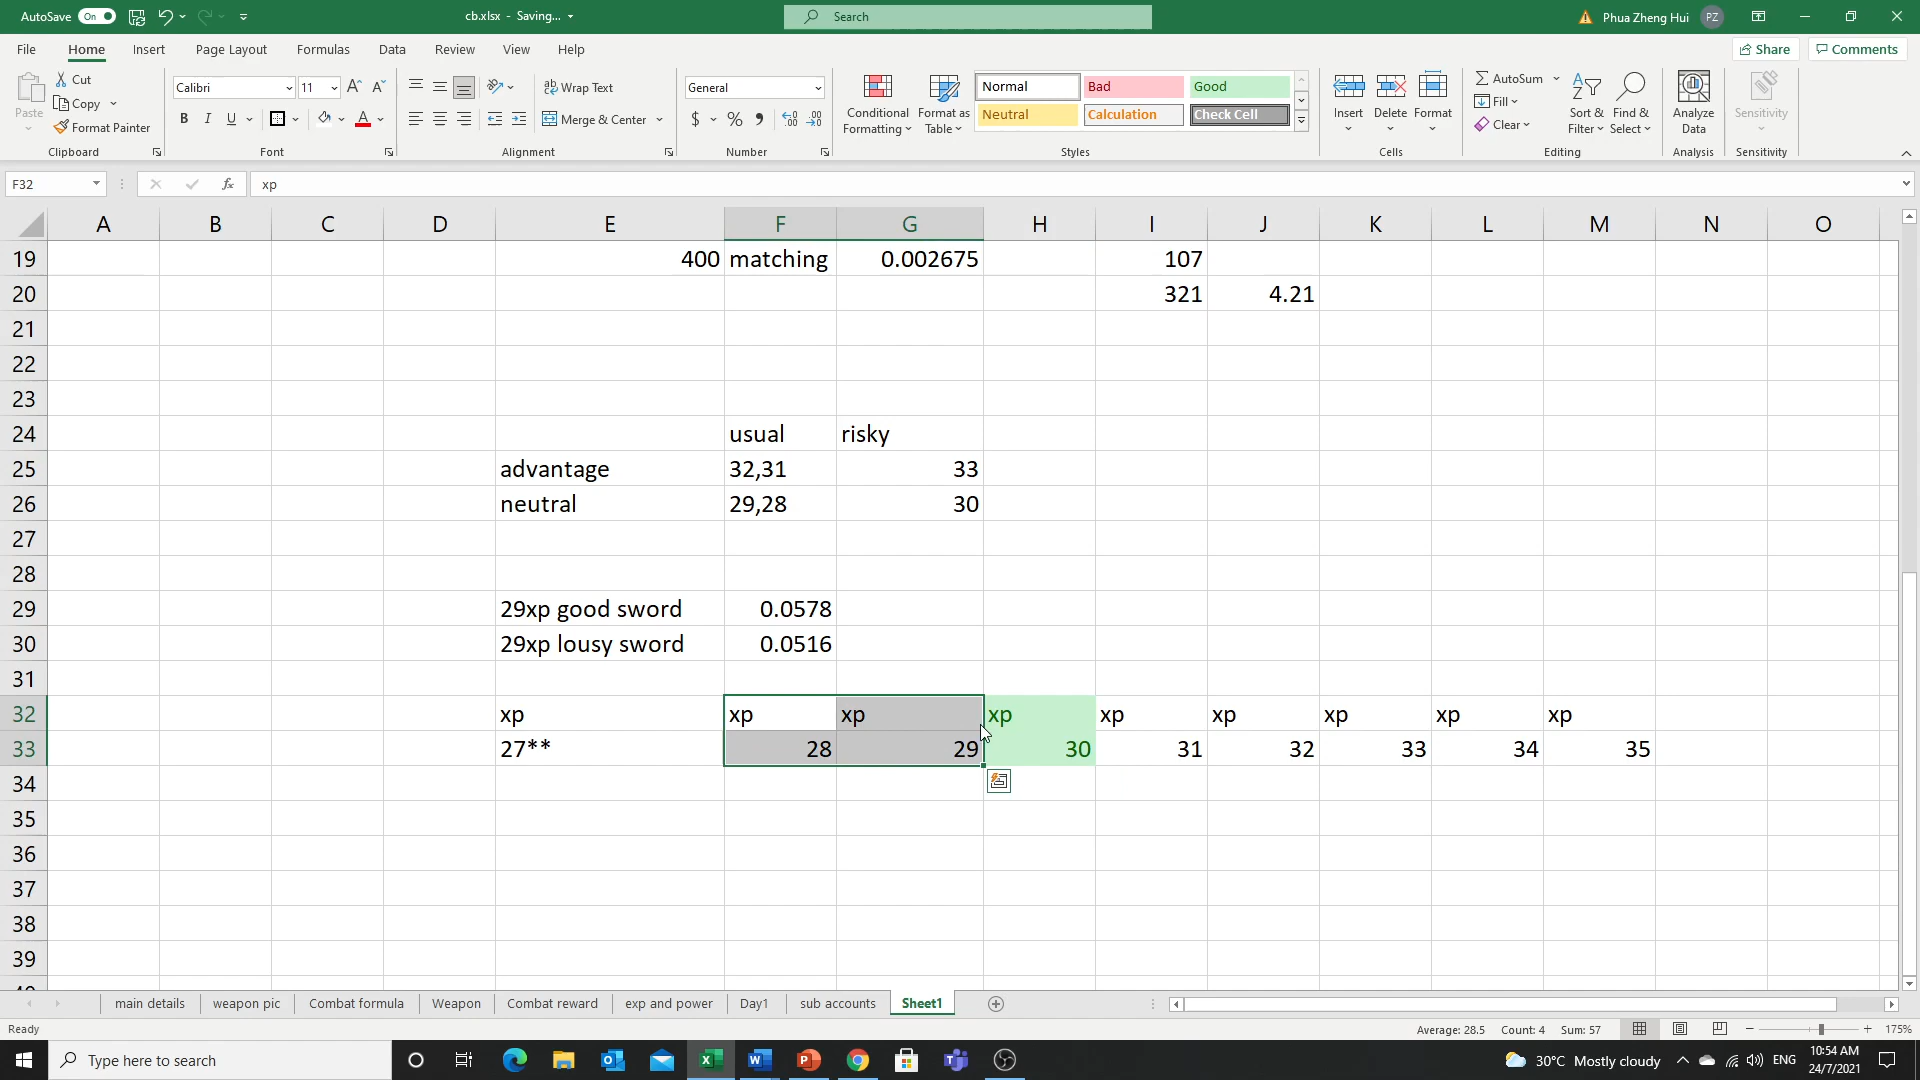 AutoSave On cb.xlsx - Saving... Search Phua Zheng Hui PZ
File Home Insert Page Layout Formulas Data Review View Help Share Comments
Paste Cut Copy Format Painter Clipboard
Calibri 11 A A B I U A Font
ab Wrap Text Merge & Center Alignment
General $ % 9 Number
Conditional Formatting Format as Table Normal Bad Good Neutral Calculation Check Cell Styles
Insert Delete Format Cells
AutoSum Fill Clear Sort & Filter Find & Select Editing
Analyze Data Analysis
Sensitivity Sensitivity
F32 fx xp
A B C D E F G H I J K L M N O
19 400 matching 0.002675 107
20 321 4.21
21
22
23
24 usual risky
25 advantage 32,31 33
26 neutral 29,28 30
27
28
29 29xp good sword 0.0578
30 29xp lousy sword 0.0516
31
32 xp xp xp xp xp xp xp xp xp
33 27** 28 29 30 31 32 33 34 35
34
35
36
37
38
39
main details weapon pic Combat formula Weapon Combat reward exp and power Day1 sub accounts Sheet1
Ready Average: 28.5 Count: 4 Sum: 57 175%
Type here to search 30°C Mostly cloudy ENG 10:54 AM
24/7/2021